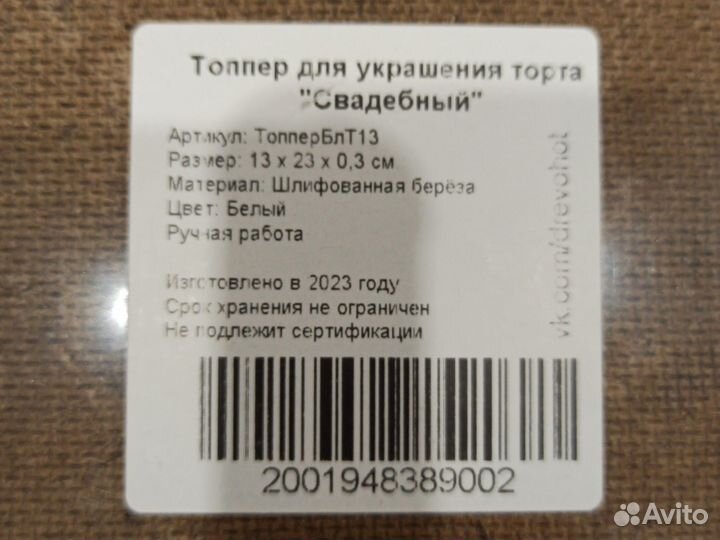 Топпер для украшения торта
"Свадебный"
Артикул: ТопперБлТ13
Размер: 13 х 23 х 0,3 см
Материал: Шлифованная берёза
Цвет: Белый
Ручная работа
Изготовлено в 2023 году
Срок хранения не ограничен
Не подлежит сертификации
vk.com/drevohot
2001948389002
Avito